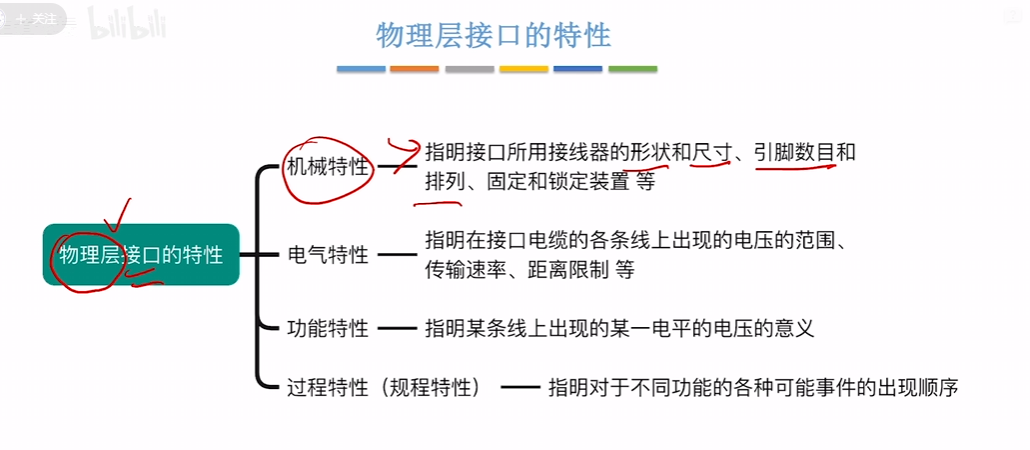 + 关注
bilibili
物理层接口的特性
机械特性
指明接口所用接线器的形状和尺寸、引脚数目和
排列、固定和锁定装置 等
物理层接口的特性
电气特性
指明在接口电缆的各条线上出现的电压的范围、
传输速率、距离限制 等
功能特性
指明某条线上出现的某一电平的电压的意义
过程特性（规程特性）
指明对于不同功能的各种可能事件的出现顺序